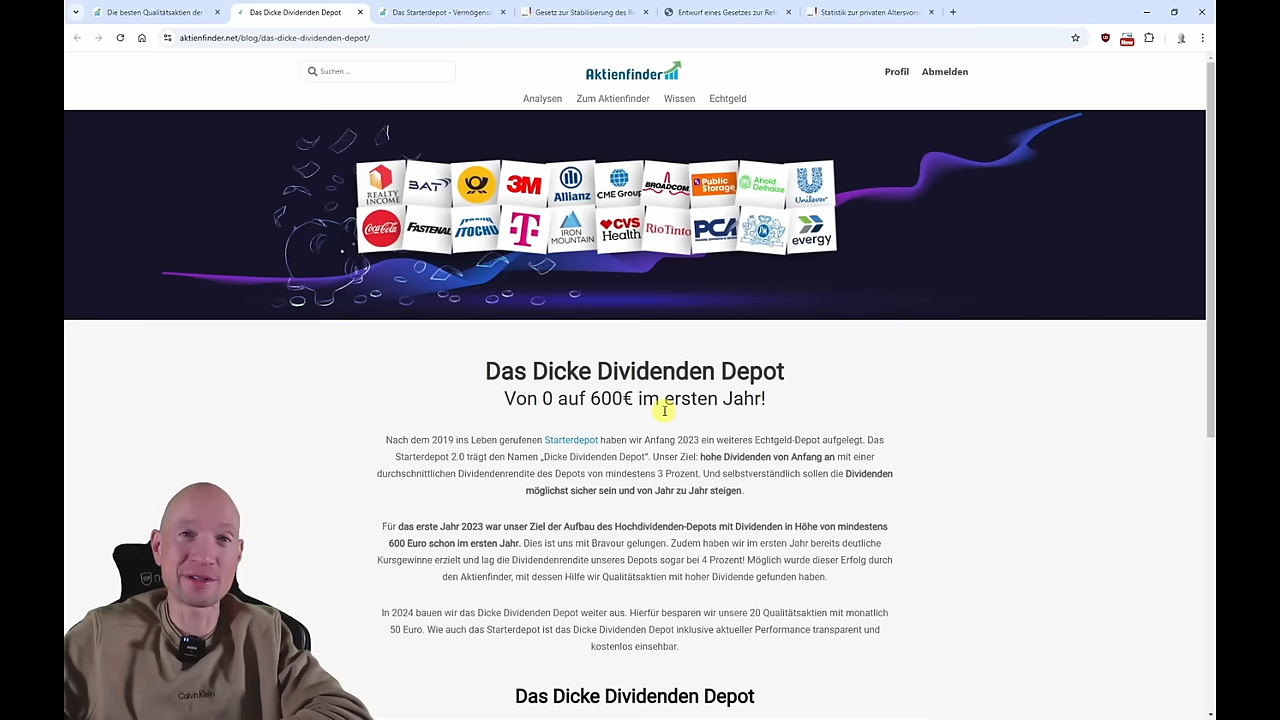 Die besten Qualitätsaktien der
Das Dicke Dividenden Depot
Das Starterdepot - Vermögens
Gesetz zur Stabilisierung des R
Entwurf eines Gesetzes zur Refo
Statistik zur privaten Altersvors
aktienfinder.net/blog/das-dicke-dividenden-depot/
New
Suchen ...
Aktienfinder
Profil
Abmelden
Analysen
Zum Aktienfinder
Wissen
Echtgeld
REALTY INCOME
BAT
3M
Allianz
CME Group
BROADCOM
Public Storage
Ahold Delhaize
Unilever
Coca-Cola
FASTENAL
ITOCHU
T
IRON MOUNTAIN
CVS Health
RioTinto
PCA
evergy
Das Dicke Dividenden Depot
Von 0 auf 600€ im ersten Jahr!
Nach dem 2019 ins Leben gerufenen Starterdepot haben wir Anfang 2023 ein weiteres Echtgeld-Depot aufgelegt. Das
Starterdepot 2.0 trägt den Namen „Dicke Dividenden Depot“. Unser Ziel: hohe Dividenden von Anfang an mit einer
durchschnittlichen Dividendenrendite des Depots von mindestens 3 Prozent. Und selbstverständlich sollen die Dividenden
möglichst sicher sein und von Jahr zu Jahr steigen.
Für das erste Jahr 2023 war unser Ziel der Aufbau des Hochdividenden-Depots mit Dividenden in Höhe von mindestens
600 Euro schon im ersten Jahr. Dies ist uns mit Bravour gelungen. Zudem haben wir im ersten Jahr bereits deutliche
Kursgewinne erzielt und lag die Dividendenrendite unseres Depots sogar bei 4 Prozent! Möglich wurde dieser Erfolg durch
den Aktienfinder, mit dessen Hilfe wir Qualitätsaktien mit hoher Dividende gefunden haben.
In 2024 bauen wir das Dicke Dividenden Depot weiter aus. Hierfür besparen wir unsere 20 Qualitätsaktien mit monatlich
50 Euro. Wie auch das Starterdepot ist das Dicke Dividenden Depot inklusive aktueller Performance transparent und
kostenlos einsehbar.
Das Dicke Dividenden Depot
Calvin Klein